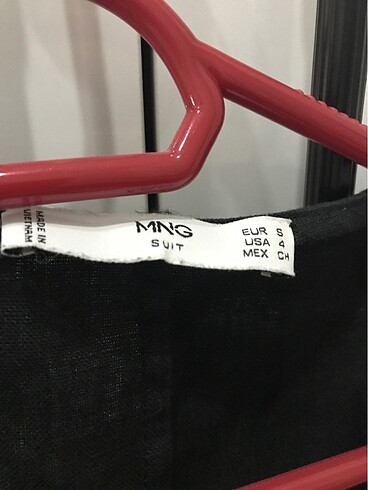 MADE IN
VIETNAM
MNG
SUIT
EUR S
USA 4
MEX CH